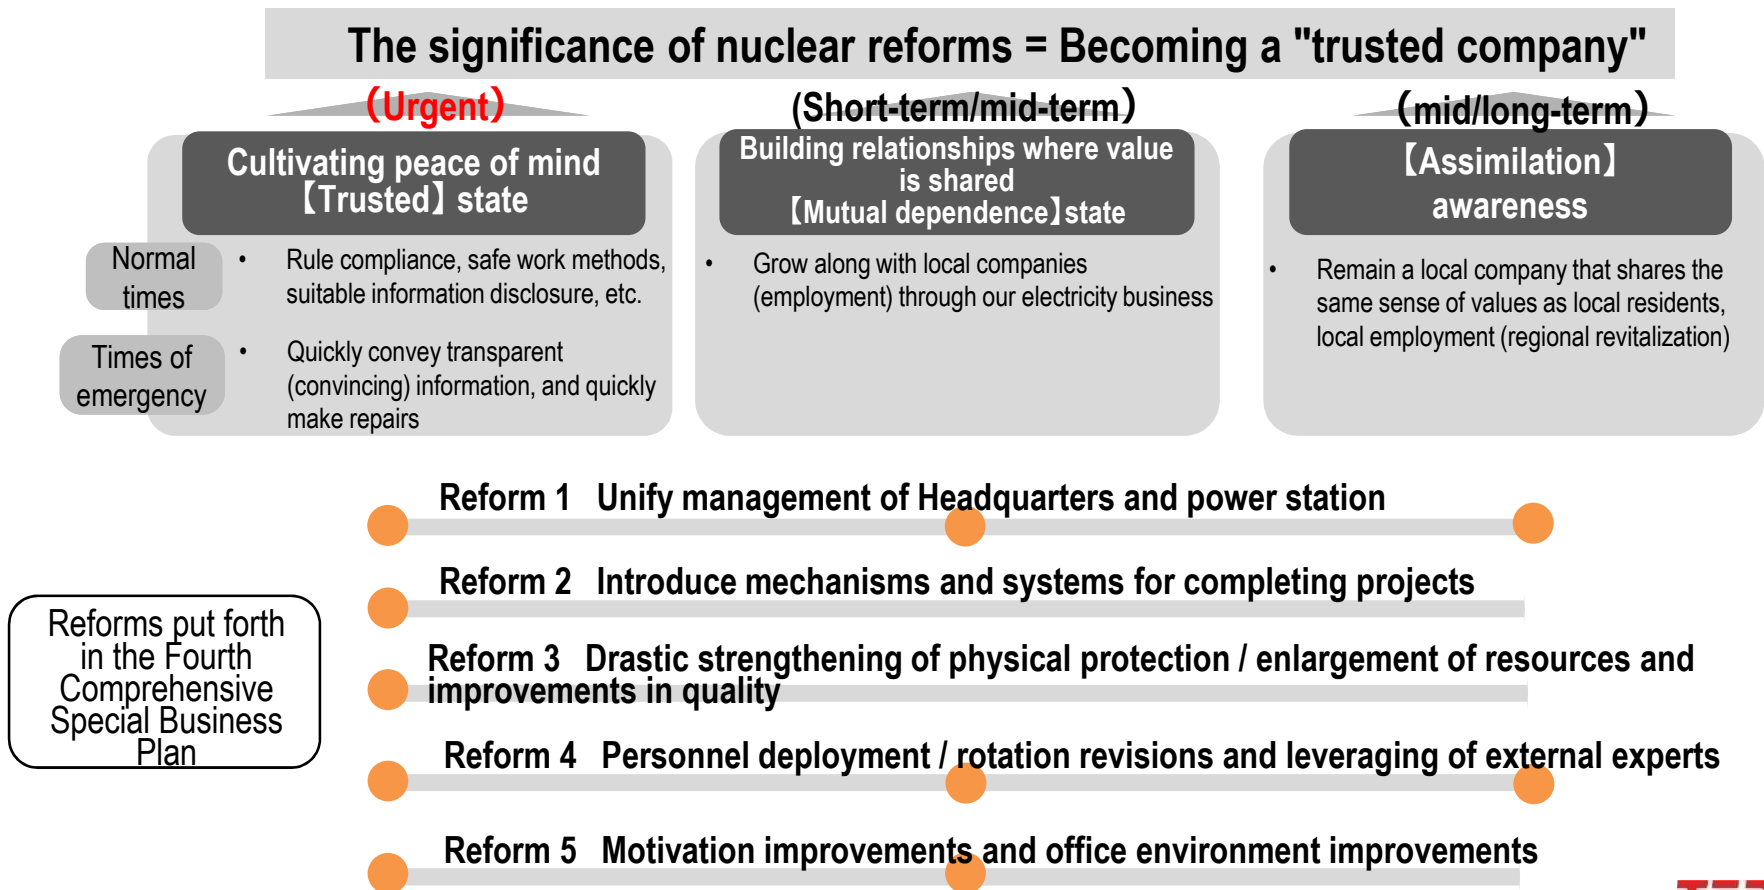 The significance of nuclear reforms = Becoming a "trusted company"
（Urgent）
(Short-term/mid-term）
（mid/long-term）
Cultivating peace of mind
【Trusted】 state
Building relationships where value
is shared
【Mutual dependence】state
【Assimilation】
awareness
Normal
times
• Rule compliance, safe work methods,
suitable information disclosure, etc.
Times of
emergency
• Quickly convey transparent
(convincing) information, and quickly
make repairs
• Grow along with local companies
(employment) through our electricity business
• Remain a local company that shares the
same sense of values as local residents,
local employment (regional revitalization)
Reforms put forth
in the Fourth
Comprehensive
Special Business
Plan
Reform 1 Unify management of Headquarters and power station
Reform 2 Introduce mechanisms and systems for completing projects
Reform 3 Drastic strengthening of physical protection / enlargement of resources and
improvements in quality
Reform 4 Personnel deployment / rotation revisions and leveraging of external experts
Reform 5 Motivation improvements and office environment improvements